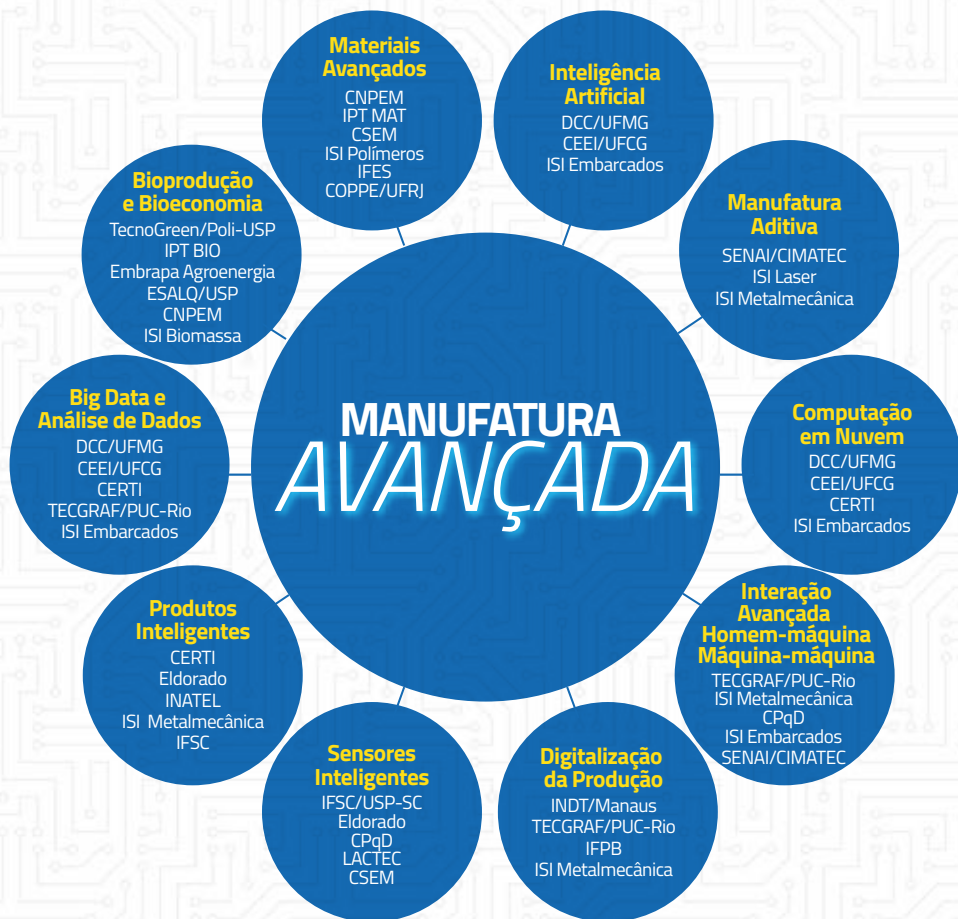 Materiais
Avançados
CNPEM
IPT MAT
CSEM
ISI Polímeros
IFES
COPPE/UFRJ
Inteligência
Artificial
DCC/UFMG
CEEI/UFCG
ISI Embarcados
Manufatura
Aditiva
SENAI/CIMATEC
ISI Laser
ISI Metalmecânica
Computação
em Nuvem
DCC/UFMG
CEEI/UFCG
CERTI
ISI Embarcados
Interação
Avançada
Homem-máquina
Máquina-máquina
TECGRAF/PUC-Rio
ISI Metalmecânica
CPqD
ISI Embarcados
SENAI/CIMATEC
Digitalização
da Produção
INDT/Manaus
TECGRAF/PUC-Rio
IFPB
ISI Metalmecânica
Sensores
Inteligentes
IFSC/USP-SC
Eldorado
CPqD
LACTEC
CSEM
Produtos
Inteligentes
CERTI
Eldorado
INATEL
ISI Metalmecânica
IFSC
Big Data e
Análise de Dados
DCC/UFMG
CEEI/UFCG
CERTI
TECGRAF/PUC-Rio
ISI Embarcados
Bioprodução
e Bioeconomia
TecnoGreen/Poli-USP
IPT BIO
Embrapa Agroenergia
ESALQ/USP
CNPEM
ISI Biomassa
MANUFATURA
AVANÇADA